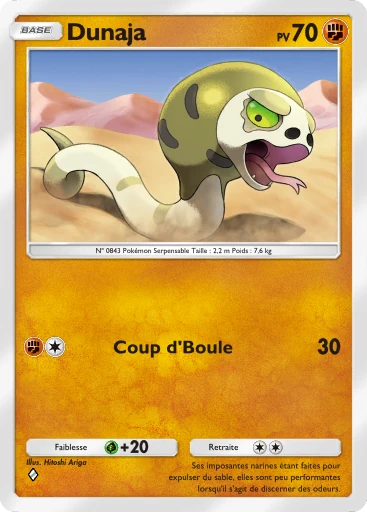 BASE Dunaja PV 70
N° 0843 Pokémon Serpensable Taille : 2,2 m Poids : 7,6 kg
Coup d'Boule 30
Faiblesse +20 Retraite
Illus. Hitoshi Ariga
Ses imposantes narines étant faites pour
expulser du sable, elles sont peu performantes
lorsqu'il s'agit de discerner des odeurs.